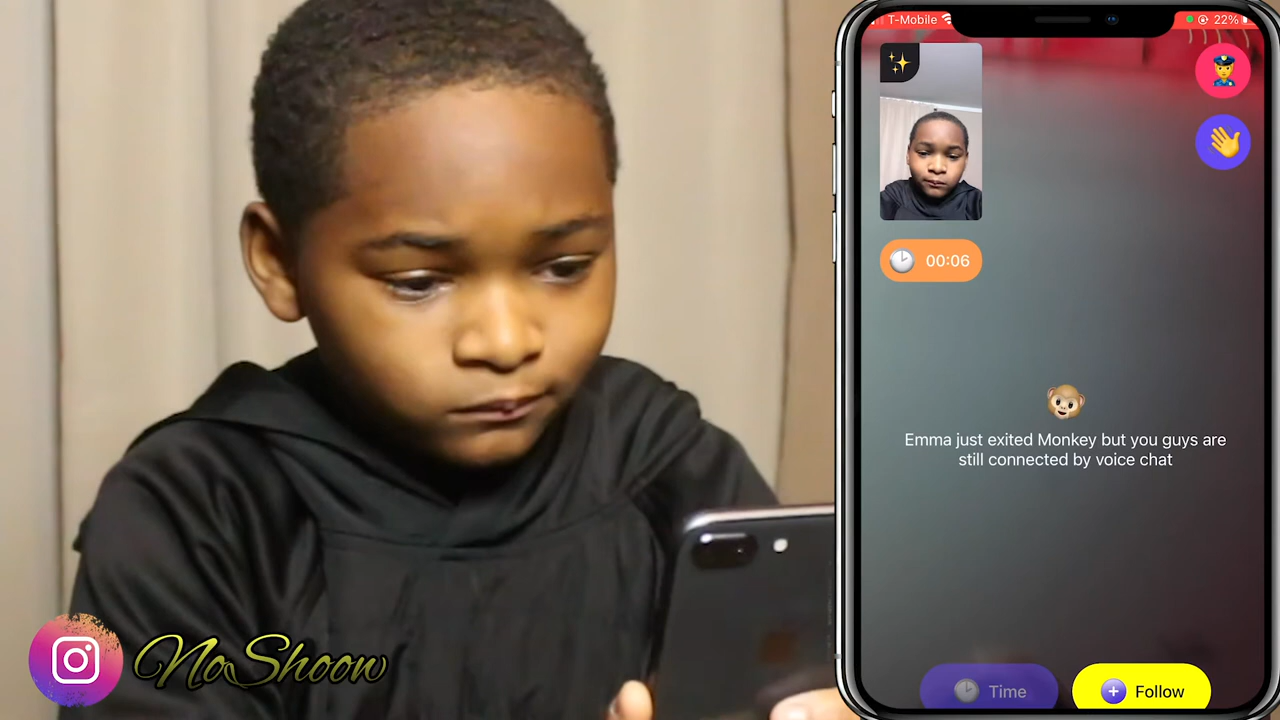 T-Mobile
22%
00:06
Emma just exited Monkey but you guys are
still connected by voice chat
Time
Follow
NoShoow